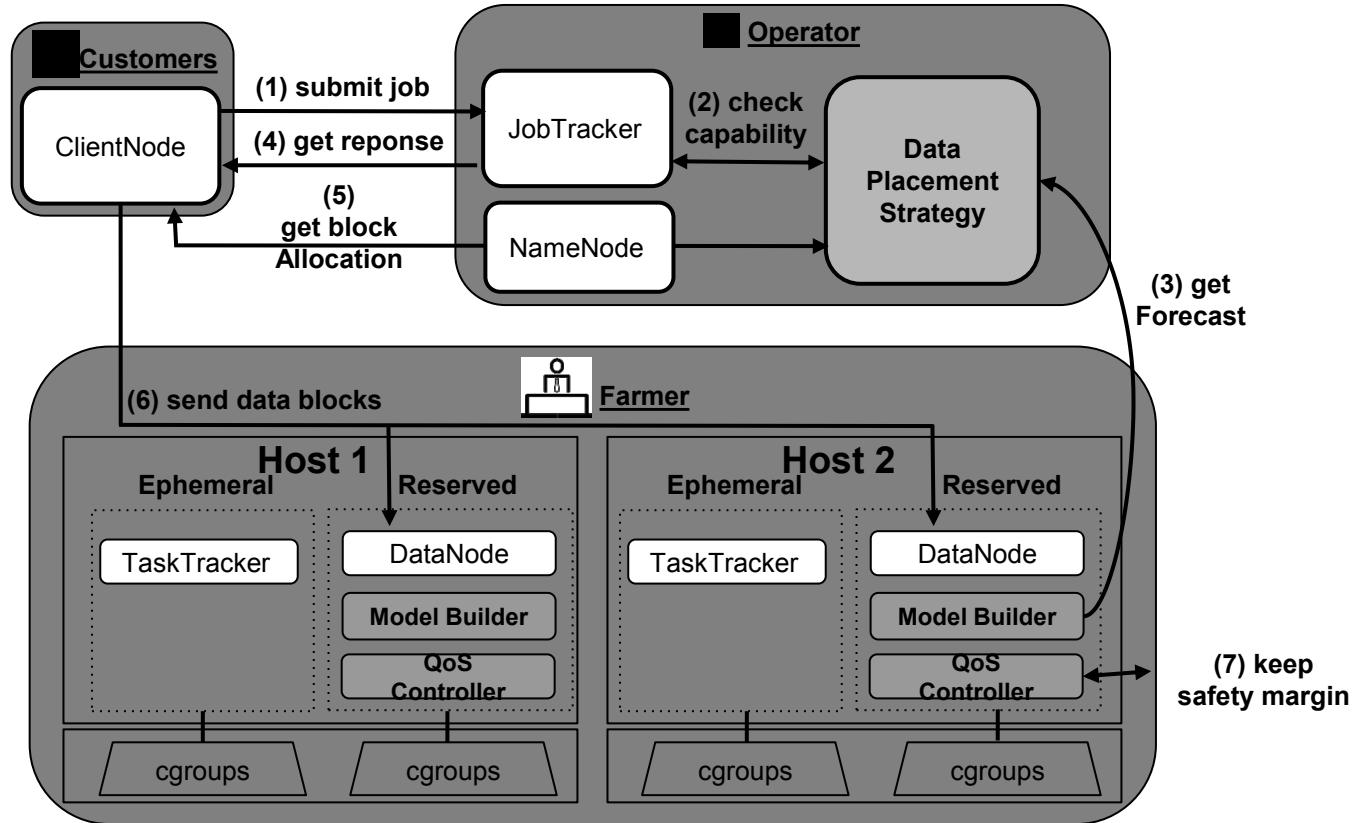 Customers
ClientNode
(1) submit job
(4) get reponse
(5)
get block
Allocation
Operator
JobTracker
(2) check
capability
NameNode
Data
Placement
Strategy
(3) get
Forecast
Farmer
(6) send data blocks
Host 1
Ephemeral
Reserved
TaskTracker
DataNode
Model Builder
QoS
Controller
cgroups
cgroups
Host 2
Ephemeral
Reserved
TaskTracker
DataNode
Model Builder
QoS
Controller
cgroups
cgroups
(7) keep
safety margin